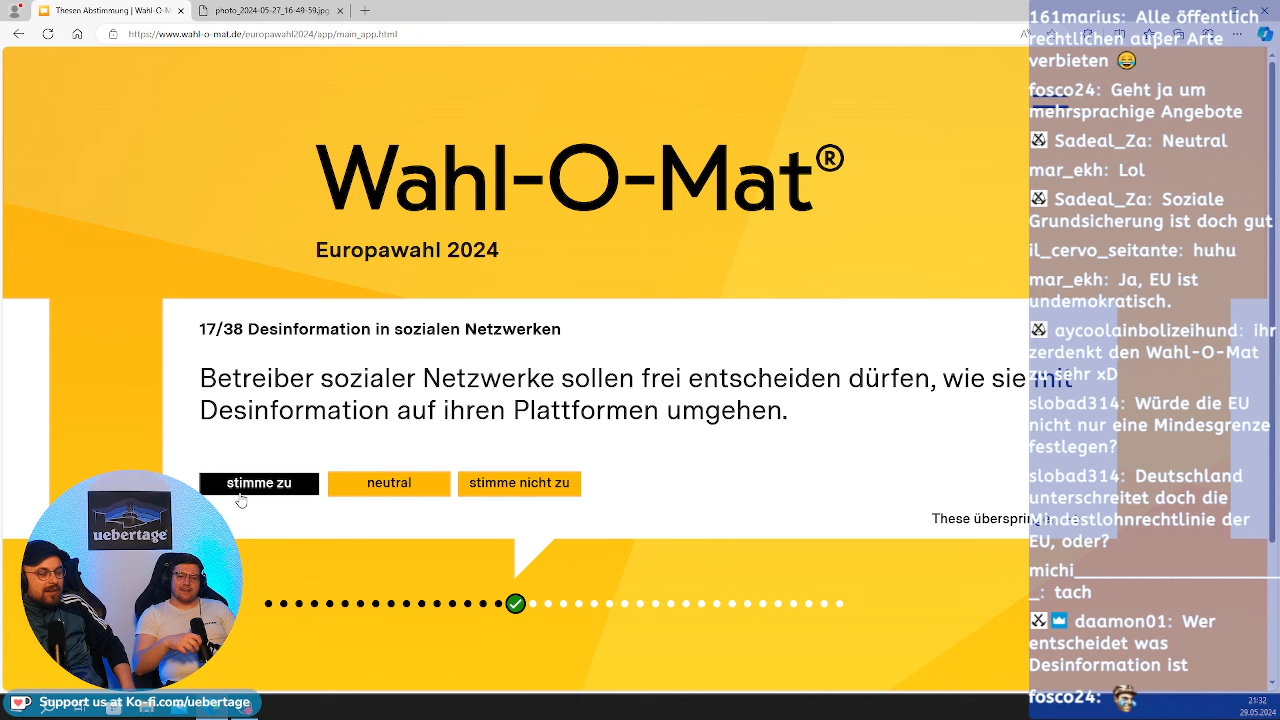 Thesen Abstimmung | Wahl-O-M
photo_2024-05-27_16-49-59.jpg
https://www.wahl-o-mat.de/europawahl2024/app/main_app.html
Wahl-O-Mat®
Europawahl 2024
17/38 Desinformation in sozialen Netzwerken
Betreiber sozialer Netzwerke sollen frei entscheiden dürfen, wie sie mit
Desinformation auf ihren Plattformen umgehen.
stimme zu
neutral
stimme nicht zu
These überspri
uebertage
Support us at Ko-fi.com/uebertage
161marius: Alle öffentlich
rechtlichen außer Arte
verbieten 😂
fosco24: Geht ja um
mehrsprachige Angebote
Sadeal_Za: Neutral
mar_ekh: Lol
Sadeal_Za: Soziale
Grundsicherung ist doch gut
il_cervo_seitante: huhu
mar_ekh: Ja, EU ist
undemokratisch.
aycoolainbolizeihund: ihr
zerdenkt den Wahl-O-Mat
zu sehr xD
slobad314: Würde die EU
nicht nur eine Mindesgrenze
festlegen?
slobad314: Deutschland
unterschreitet doch die
Mindestlohnrechtlinie der
EU, oder?
michi____________________
_: tach
daamon01: Wer
entscheidet was
Desinformation ist
fosco24:
21:32
29.05.2024